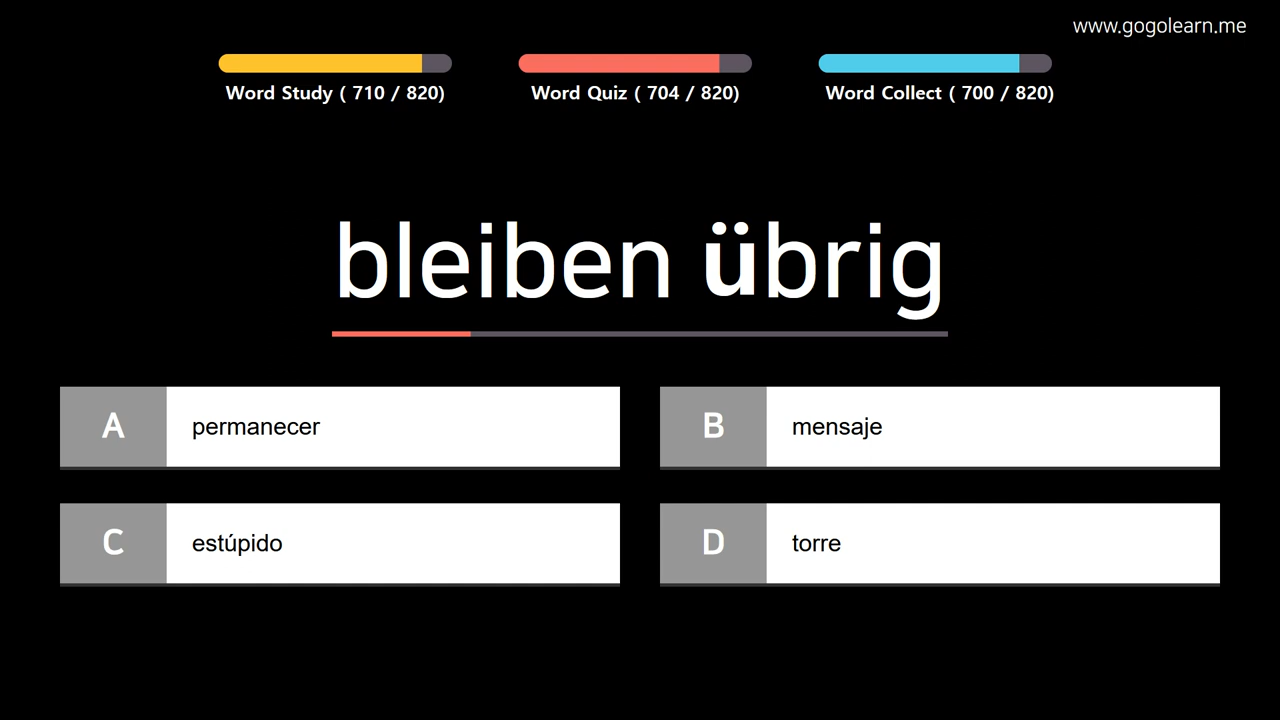 www.gogolearn.me
Word Study ( 710 / 820)
Word Quiz ( 704 / 820)
Word Collect ( 700 / 820)
bleiben übrig
A permanecer
B mensaje
C estúpido
D torre